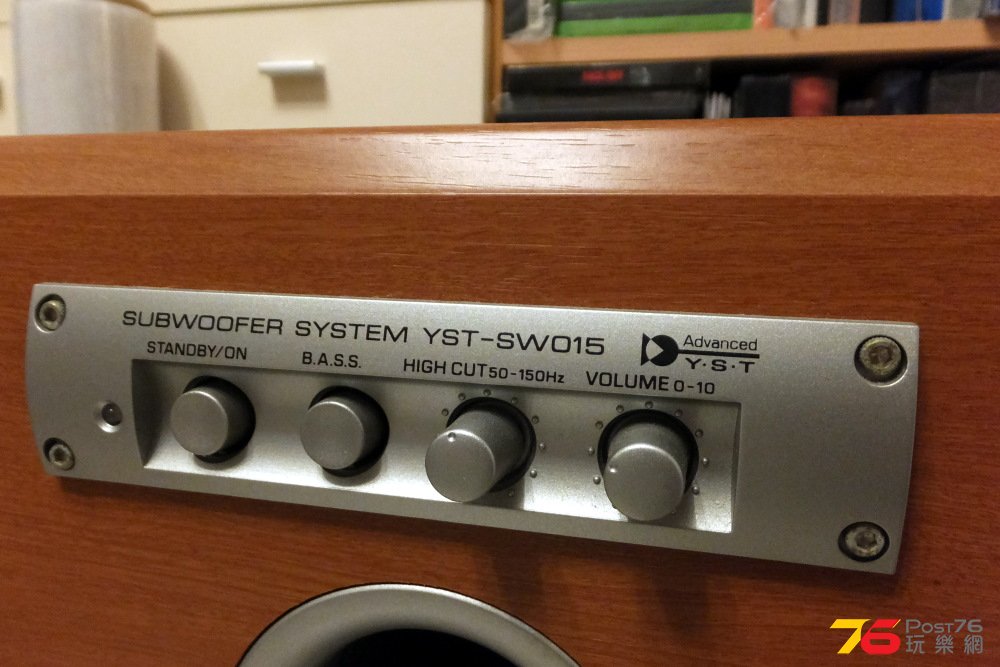 SUBWOOFER SYSTEM YST-SW015
Advanced
Y·S·T
STANDBY/ON
B.A.S.S.
HIGH CUT 50-150Hz
VOLUME 0-10
76 POST76
玩樂網